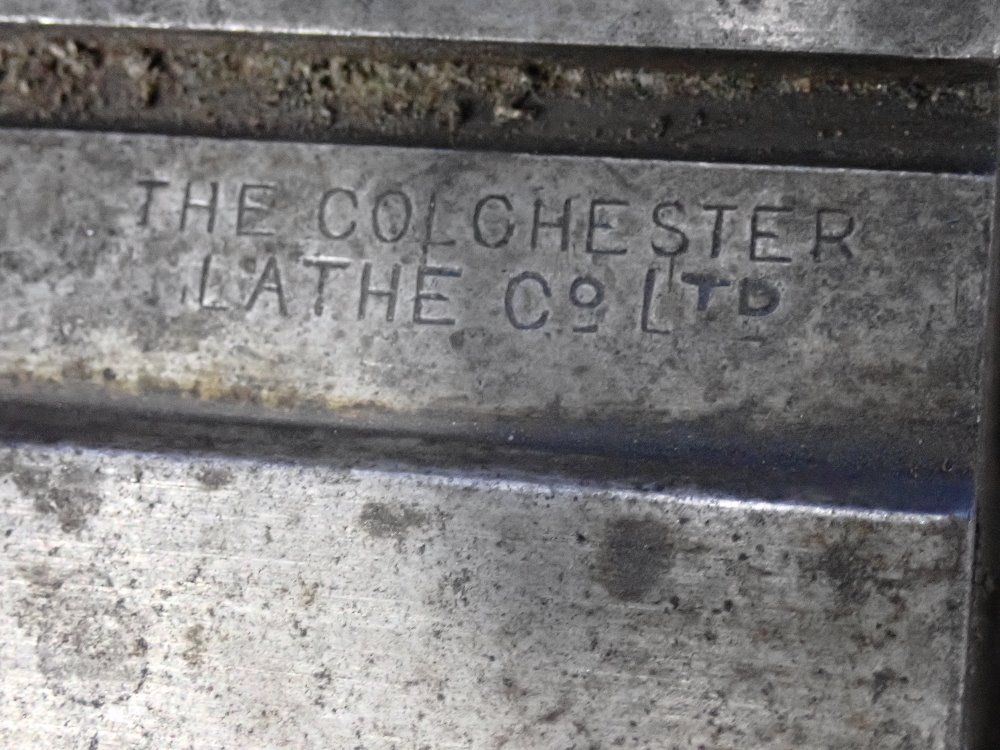 THE COLCHESTER
LATHE Cº LTD